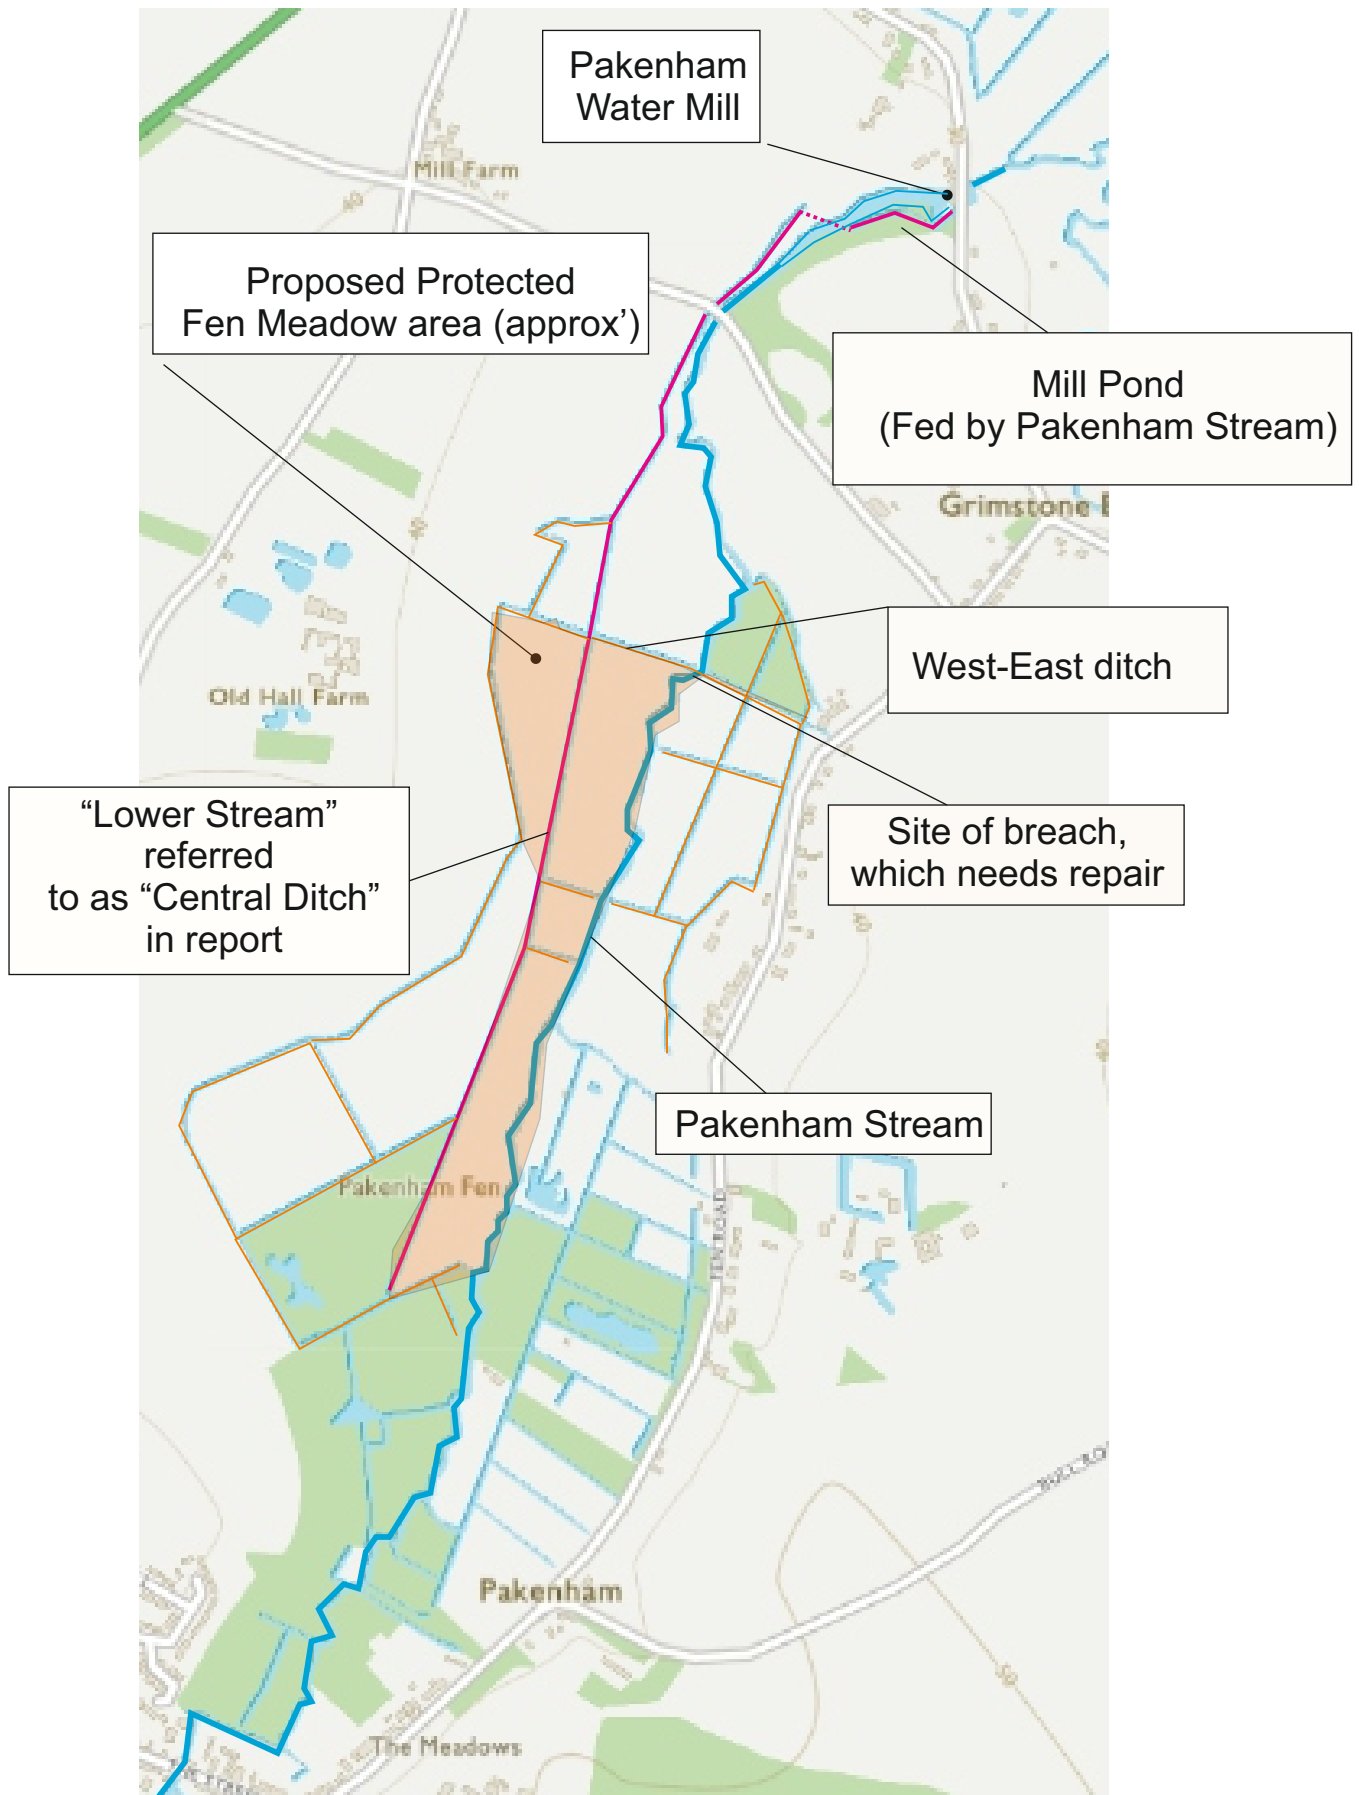 Pakenham
Water Mill
Mill Farm
Proposed Protected
Fen Meadow area (approx’)
Mill Pond
(Fed by Pakenham Stream)
Grimstone E
West-East ditch
Old Hall Farm
“Lower Stream”
referred
to as “Central Ditch”
in report
Site of breach,
which needs repair
Pakenham Stream
Pakenham Fen
FEN ROAD
Pakenham
The Meadows